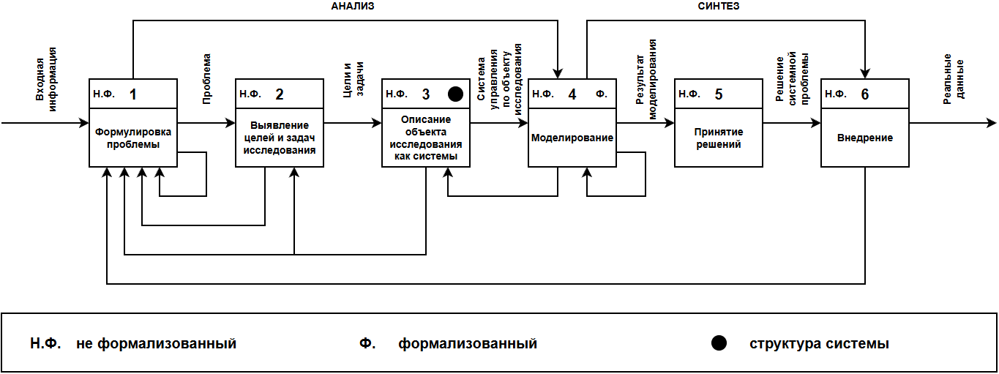 АНАЛИЗ
СИНТЕЗ
Входная
информация
Проблема
Цели и
задачи
Система
управления
по объекту
исследования
Результат
моделирования
Решение
системной
проблемы
Реальные
данные
Н.Ф. 1
Формулировка
проблемы
Н.Ф. 2
Выявление
целей и задач
исследования
Н.Ф. 3
Описание
объекта
исследования
как системы
Н.Ф. 4 Ф.
Моделирование
Н.Ф. 5
Принятие
решений
Н.Ф. 6
Внедрение
Н.Ф. не формализованный
Ф. формализованный
структура системы